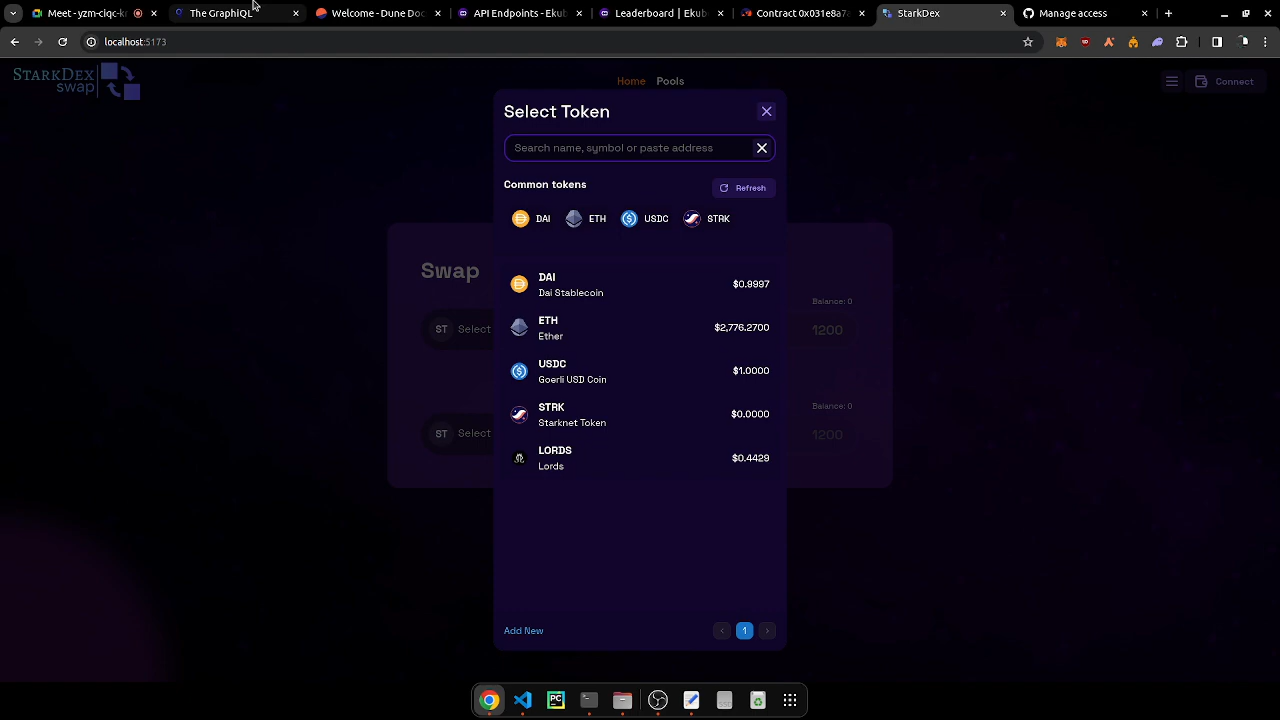 Meet - yzm-clqc-kr
The GraphiQL
Welcome - Dune Doc
API Endpoints - Ekub
Leaderboard | Ekub
Contract 0x031e8a7a
StarkDex
Manage access
localhost:5173
StarkDex
swap
Home
Pools
Connect
Select Token
Search name, symbol or paste address
Common tokens
Refresh
DAI
ETH
USDC
STRK
Swap
DAI
Dai Stablecoin
$0.9997
Balance: 0
ETH
Ether
$2,776.2700
ST
Select
1200
USDC
Goerli USD Coin
$1.0000
STRK
Starknet Token
$0.0000
Balance: 0
ST
Select
1200
LORDS
Lords
$0.4429
Add New
1